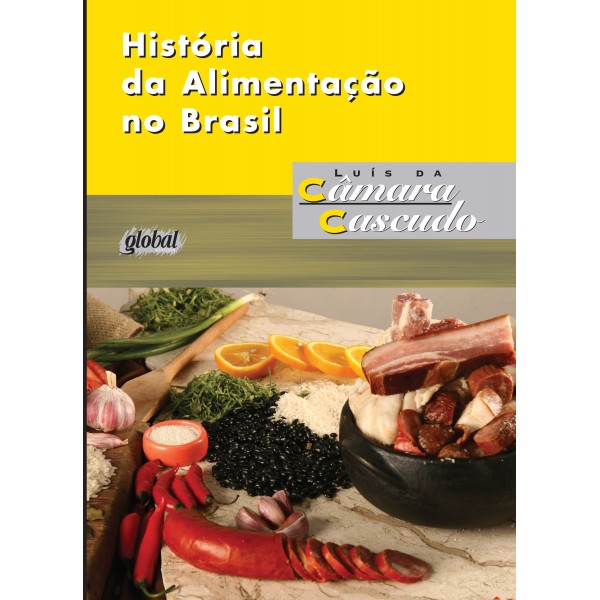 História
da Alimentação
no Brasil
LUÍS DA
Câmara
Cascudo
global